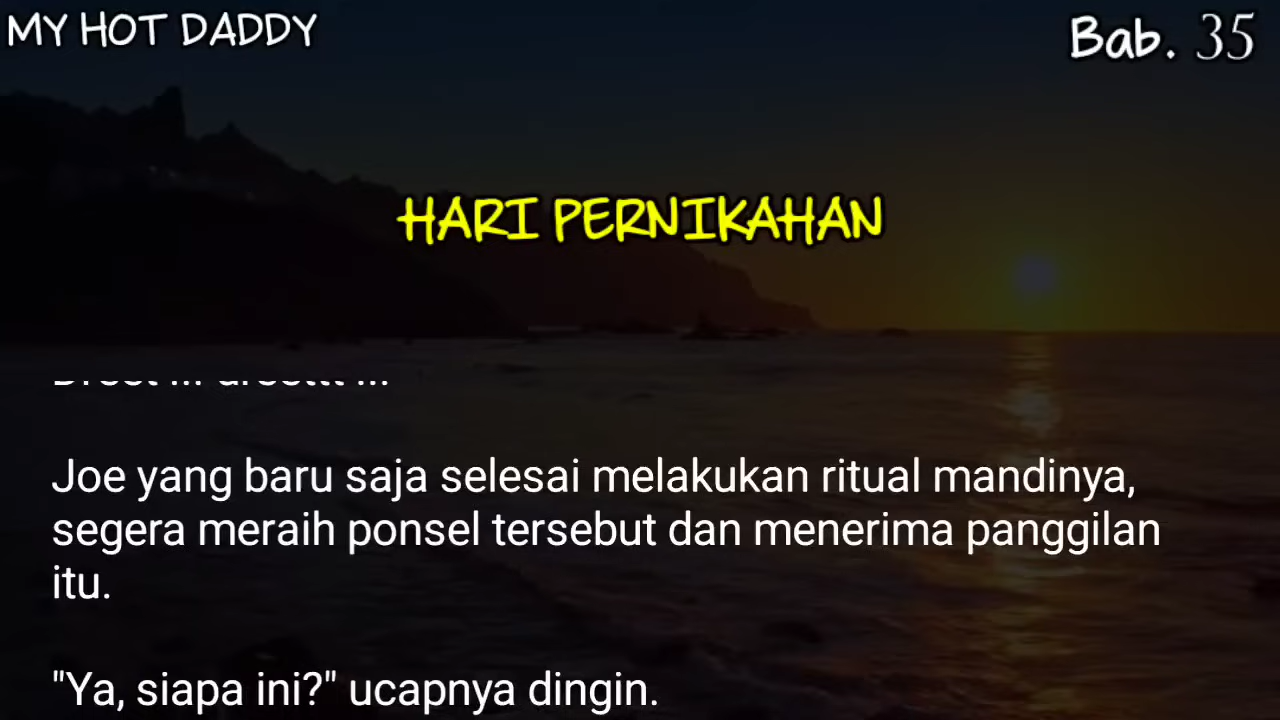 MY HOT DADDY
Bab. 35
HARI PERNIKAHAN
Joe yang baru saja selesai melakukan ritual mandinya,
segera meraih ponsel tersebut dan menerima panggilan
itu.
"Ya, siapa ini?" ucapnya dingin.